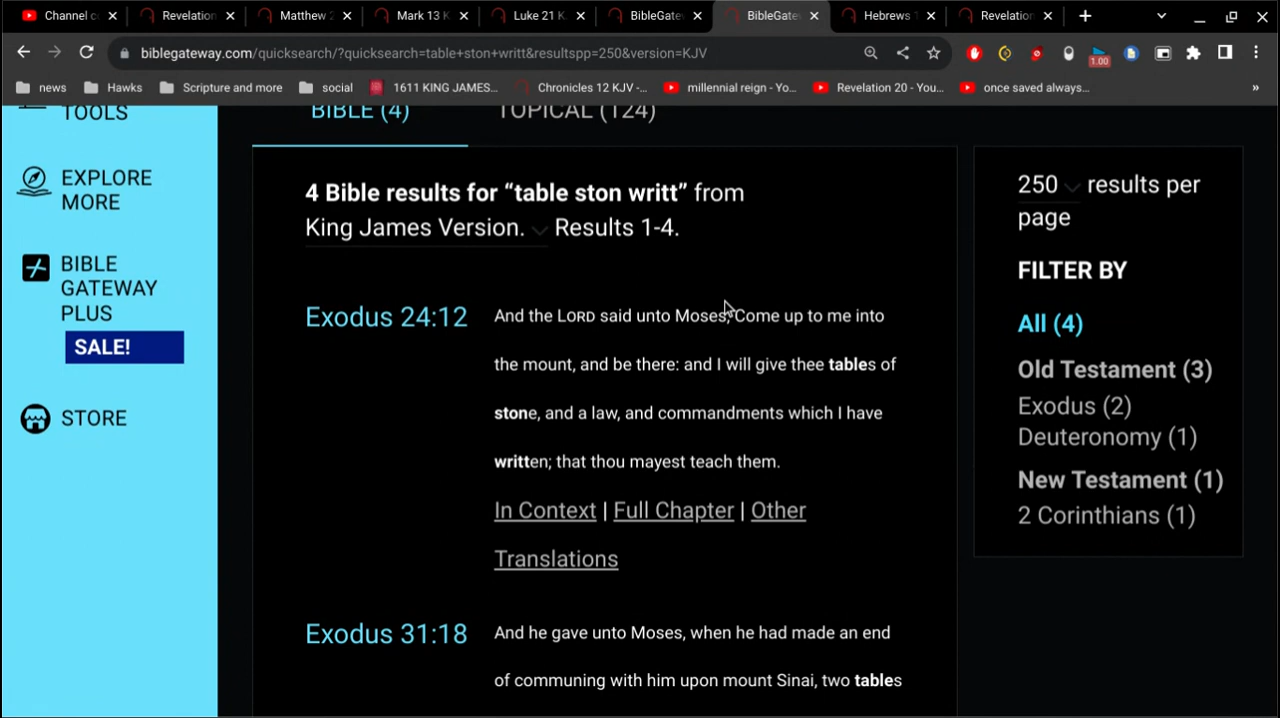 Channel c
Revelation
Matthew 2
Mark 13 K
Luke 21 K
BibleGate
BibleGate
Hebrews 1
Revelation
biblegateway.com/quicksearch/?quicksearch=table+ston+writt&resultspp=250&version=KJV
1.00
news
Hawks
Scripture and more
social
1611 KING JAMES...
Chronicles 12 KJV -...
millennial reign - Yo...
Revelation 20 - You...
once saved always...
»
TOOLS
EXPLORE
MORE
BIBLE
GATEWAY
PLUS
SALE!
STORE
BIBLE (4)
TOPICAL (124)
4 Bible results for “table ston writt” from
King James Version. Results 1-4.
Exodus 24:12
And the LORD said unto Moses, Come up to me into
the mount, and be there: and I will give thee tables of
stone, and a law, and commandments which I have
written; that thou mayest teach them.
In Context | Full Chapter | Other
Translations
Exodus 31:18
And he gave unto Moses, when he had made an end
of communing with him upon mount Sinai, two tables
250 results per
page
FILTER BY
All (4)
Old Testament (3)
Exodus (2)
Deuteronomy (1)
New Testament (1)
2 Corinthians (1)